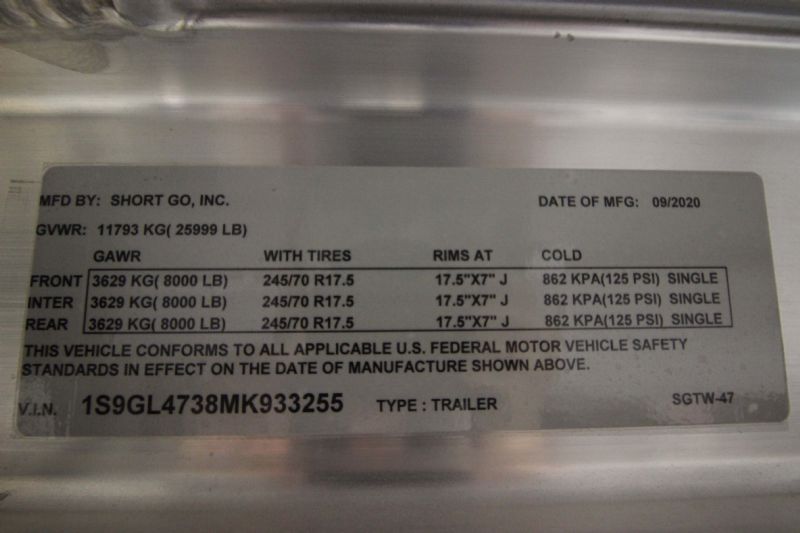 MFD BY: SHORT GO, INC. DATE OF MFG: 09/2020
GVWR: 11793 KG( 25999 LB)
GAWR WITH TIRES RIMS AT COLD
FRONT 3629 KG( 8000 LB) 245/70 R17.5 17.5"X7" J 862 KPA(125 PSI) SINGLE
INTER 3629 KG( 8000 LB) 245/70 R17.5 17.5"X7" J 862 KPA(125 PSI) SINGLE
REAR 3629 KG( 8000 LB) 245/70 R17.5 17.5"X7" J 862 KPA(125 PSI) SINGLE
THIS VEHICLE CONFORMS TO ALL APPLICABLE U.S. FEDERAL MOTOR VEHICLE SAFETY
STANDARDS IN EFFECT ON THE DATE OF MANUFACTURE SHOWN ABOVE.
V.I.N. 1S9GL4738MK933255 TYPE : TRAILER SGTW-47